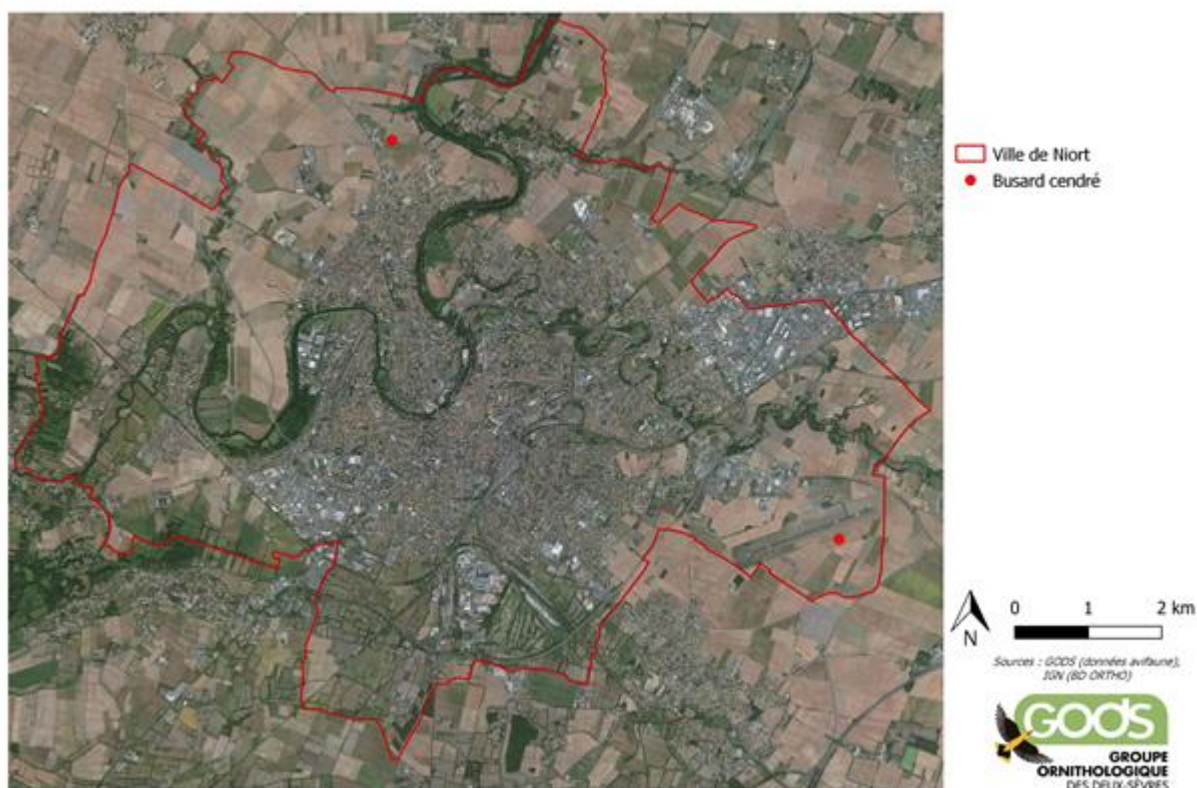 Ville de Niort
Busard cendré
0 1 2 km
N
Sources : GODS (données avifaune),
IGN (BD ORTHO)
GODS
GROUPE
ORNITHOLOGIQUE
DES DEUX-SÈVRES